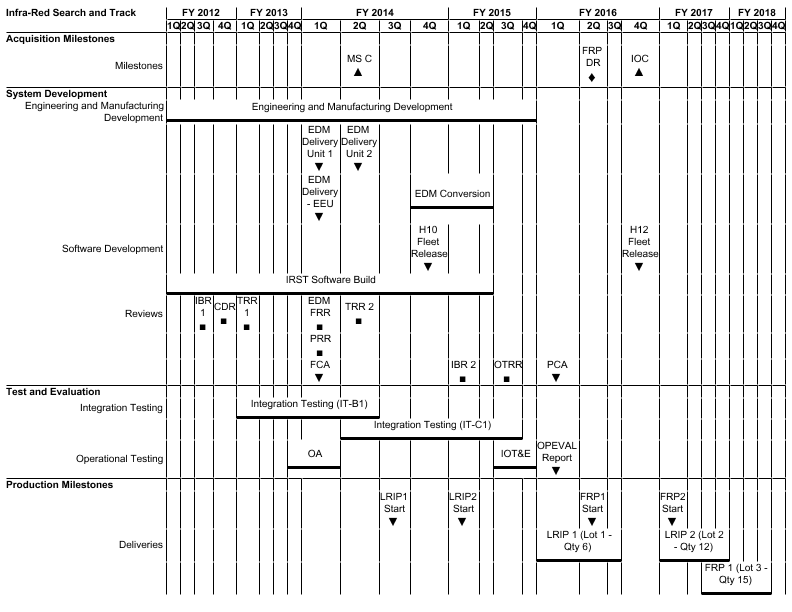 Infra-Red Search and Track
FY 2012 FY 2013 FY 2014 FY 2015 FY 2016 FY 2017 FY 2018
1Q 2Q 3Q 4Q 1Q 2Q 3Q 4Q 1Q 2Q 3Q 4Q 1Q 2Q 3Q 4Q 1Q 2Q 3Q 4Q 1Q 2Q 3Q 4Q 1Q 2Q 3Q 4Q
Acquisition Milestones
Milestones
MS C
FRP
DR
IOC
System Development
Engineering and Manufacturing
Development
Engineering and Manufacturing Development
EDM
Delivery
Unit 1
EDM
Delivery
Unit 2
EDM
Delivery
- EEU
EDM Conversion
Software Development
H10
Fleet
Release
H12
Fleet
Release
IRST Software Build
Reviews
IBR
1
CDR
TRR
1
EDM
FRR
TRR 2
PRR
FCA
IBR 2
OTRR
PCA
Test and Evaluation
Integration Testing
Integration Testing (IT-B1)
Integration Testing (IT-C1)
Operational Testing
OA
IOT&E
OPEVAL
Report
Production Milestones
LRIP1
Start
LRIP2
Start
FRP1
Start
FRP2
Start
Deliveries
LRIP 1 (Lot 1 -
Qty 6)
LRIP 2 (Lot 2
- Qty 12)
FRP 1 (Lot 3 -
Qty 15)